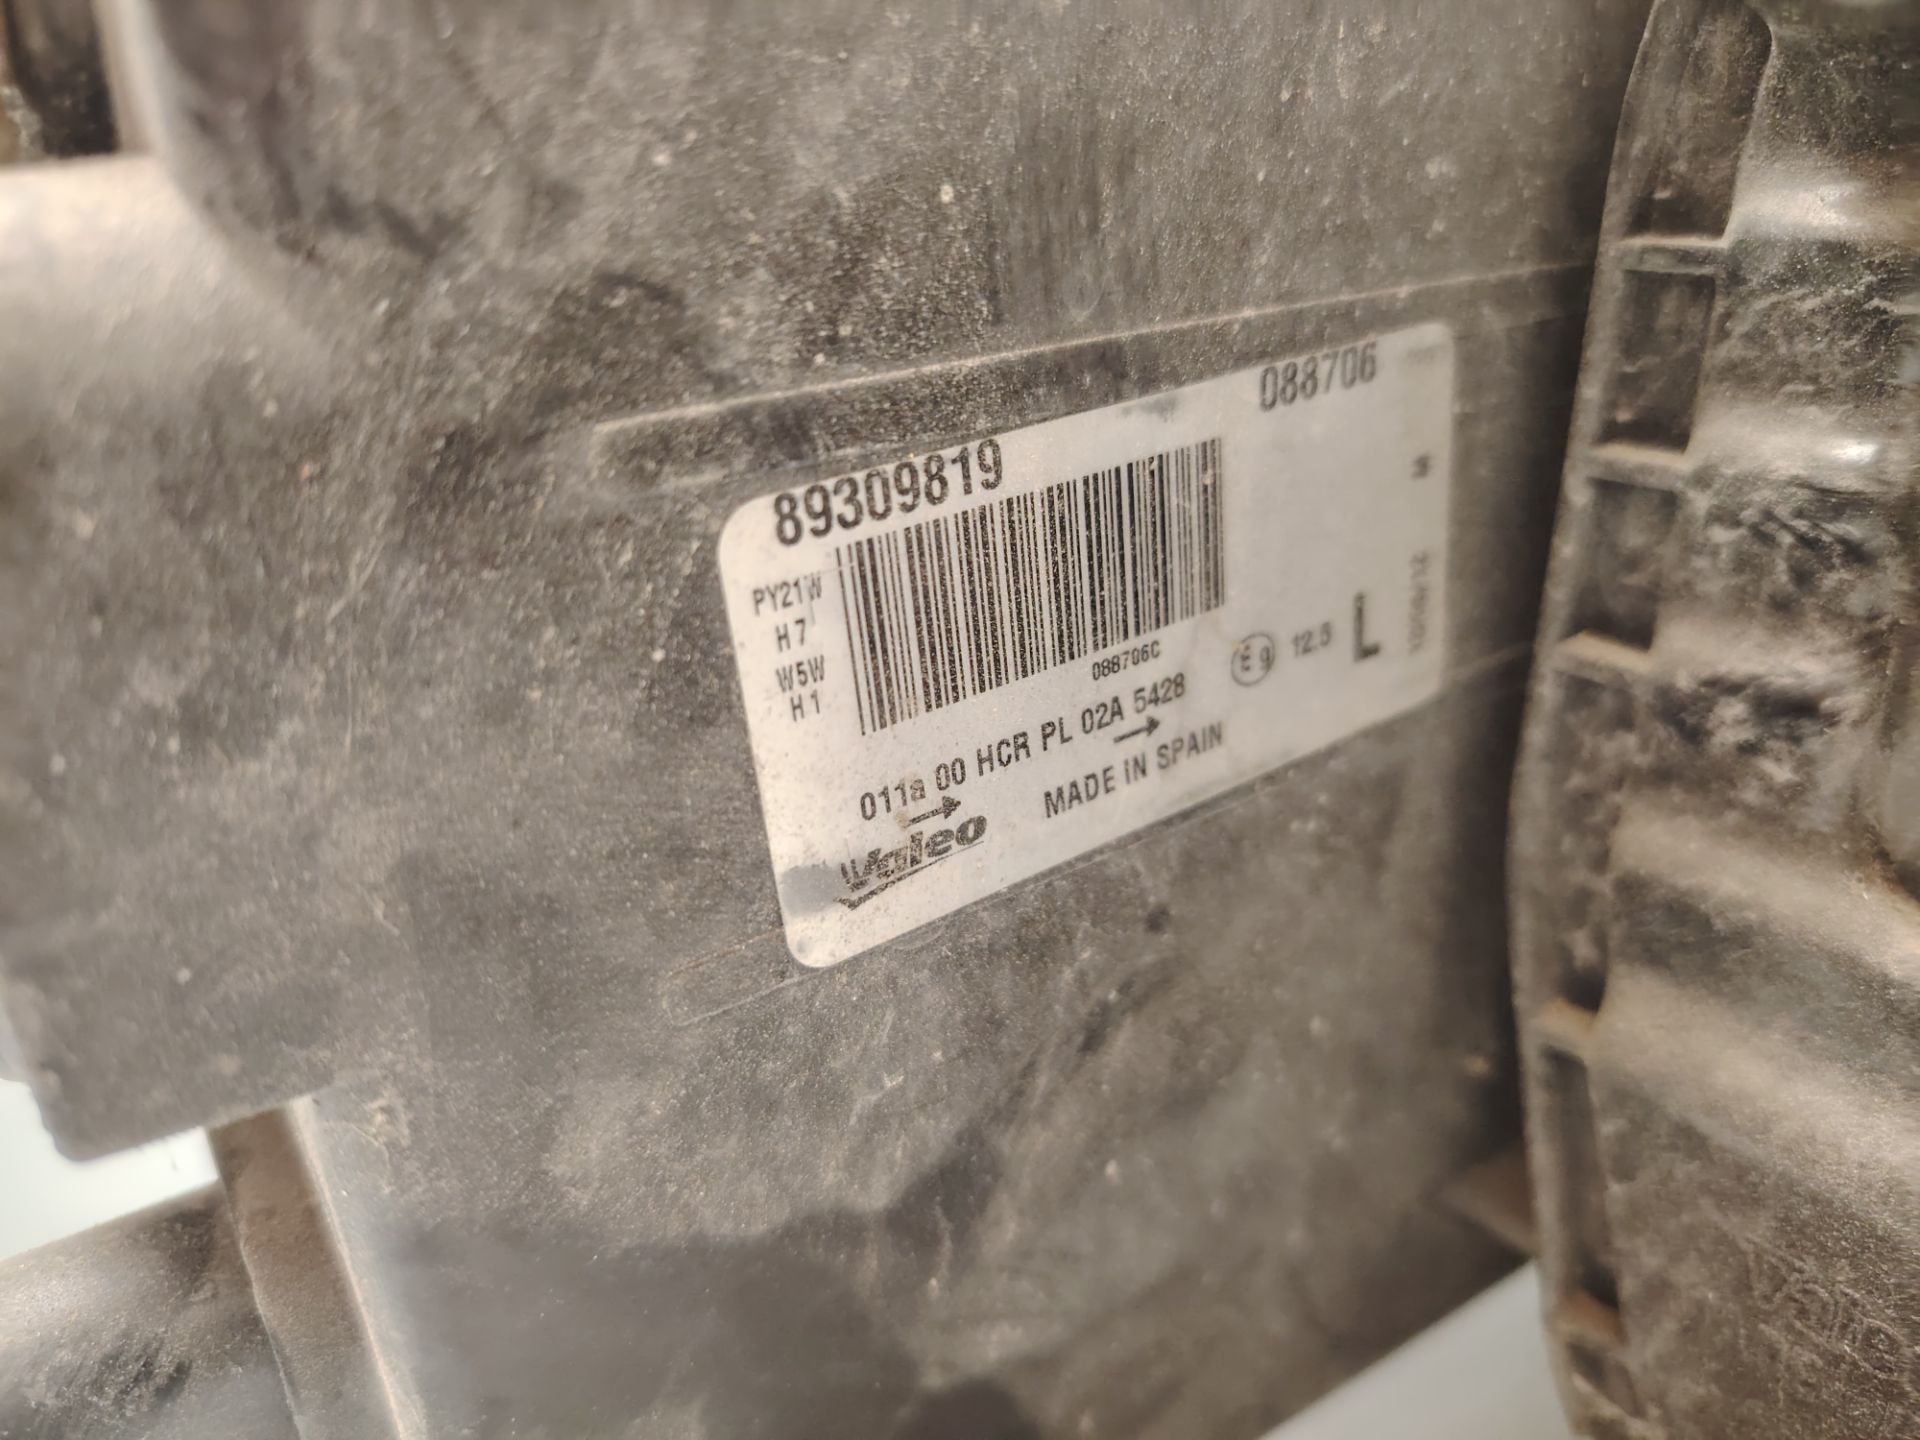 088706
89309819
PY21W
H7
W5W
H1
088706C
E9 12.5 L
011a 00 HCR PL 02A 5428
MADE IN SPAIN
Valeo